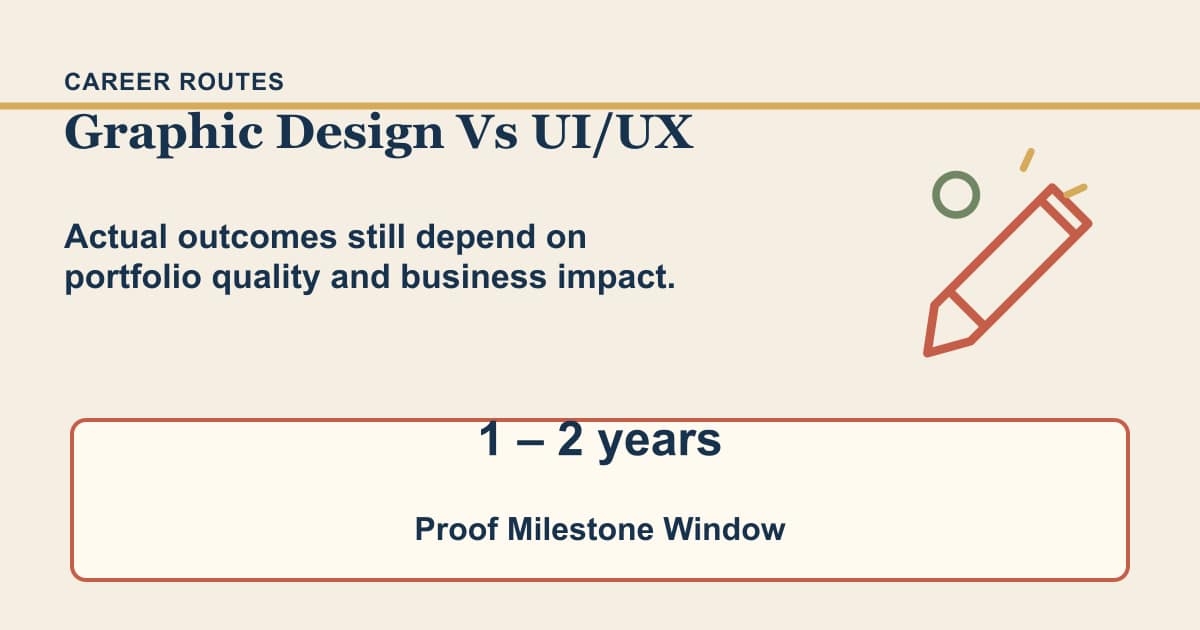 CAREER ROUTES
Graphic Design Vs UI/UX
Actual outcomes still depend on
portfolio quality and business impact.
1 – 2 years
Proof Milestone Window